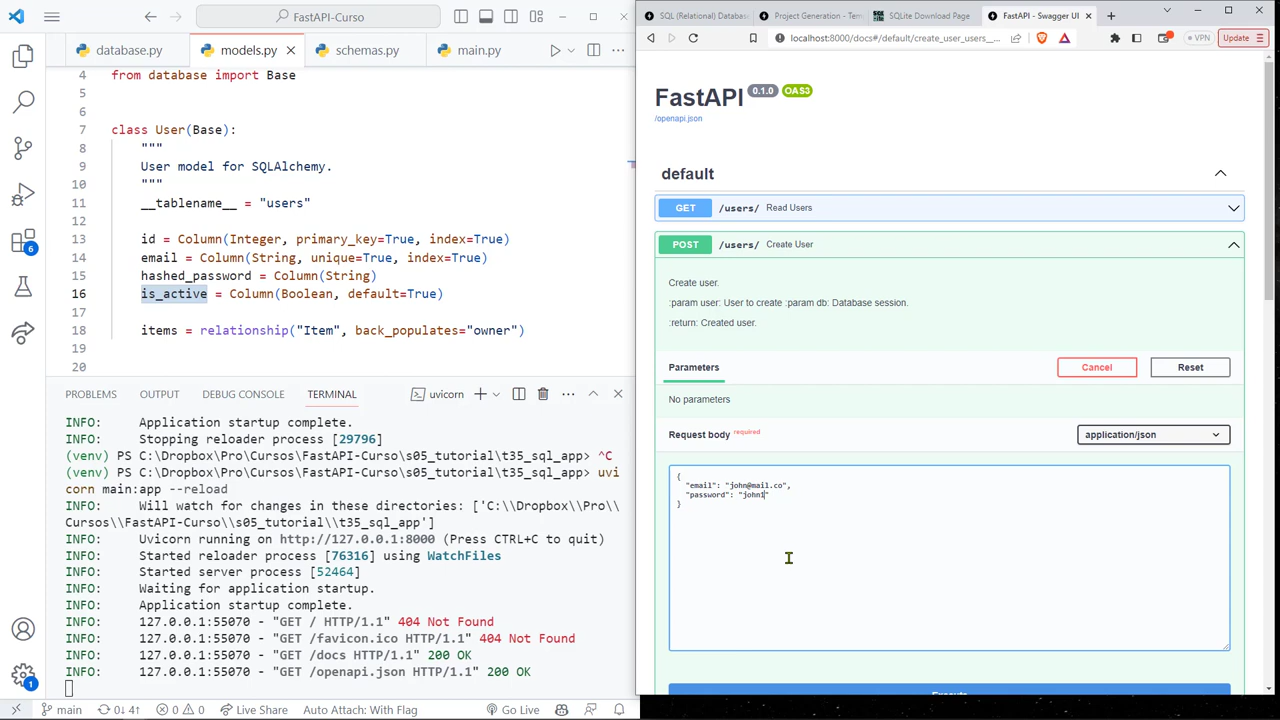 FastAPI-Curso
database.py
models.py
schemas.py
main.py
4 from database import Base
5
6
7 class User(Base):
8 """
9 User model for SQLAlchemy.
10 """
11 __tablename__ = "users"
12
13 id = Column(Integer, primary_key=True, index=True)
14 email = Column(String, unique=True, index=True)
15 hashed_password = Column(String)
16 is_active = Column(Boolean, default=True)
17
18 items = relationship("Item", back_populates="owner")
19
20
6
PROBLEMS OUTPUT DEBUG CONSOLE TERMINAL uvicorn
INFO: Application startup complete.
INFO: Stopping reloader process [29796]
(venv) PS C:\Dropbox\Pro\Cursos\FastAPI-Curso\s05_tutorial\t35_sql_app> ^C
(venv) PS C:\Dropbox\Pro\Cursos\FastAPI-Curso\s05_tutorial\t35_sql_app> uvi
corn main:app --reload
INFO: Will watch for changes in these directories: ['C:\\Dropbox\\Pro\\
Cursos\\FastAPI-Curso\\s05_tutorial\\t35_sql_app']
INFO: Uvicorn running on http://127.0.0.1:8000 (Press CTRL+C to quit)
INFO: Started reloader process [76316] using WatchFiles
INFO: Started server process [52464]
INFO: Waiting for application startup.
INFO: Application startup complete.
INFO: 127.0.0.1:55070 - "GET / HTTP/1.1" 404 Not Found
INFO: 127.0.0.1:55070 - "GET /favicon.ico HTTP/1.1" 404 Not Found
INFO: 127.0.0.1:55070 - "GET /docs HTTP/1.1" 200 OK
INFO: 127.0.0.1:55070 - "GET /openapi.json HTTP/1.1" 200 OK
1
main 0↓ 4↑ 0 0 Live Share Auto Attach: With Flag Go Live
SQL (Relational) Databas
Project Generation - Tem
SQLite Download Page
FastAPI - Swagger UI
localhost:8000/docs#/default/create_user_users__...
VPN
Update
FastAPI 0.1.0 OAS3
/openapi.json
default
GET /users/ Read Users
POST /users/ Create User
Create user.
:param user: User to create :param db: Database session.
:return: Created user.
Parameters
Cancel
Reset
No parameters
Request body required
application/json
{
"email": "john@mail.co",
"password": "john1"
}
Execute